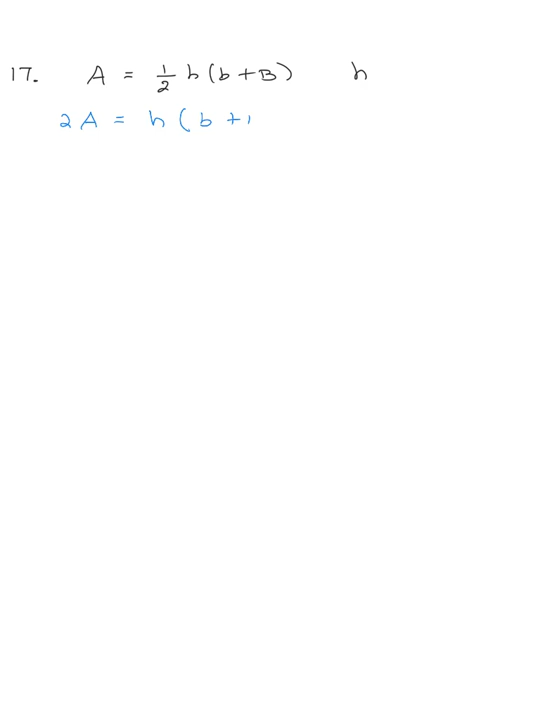 17. A = 1/2 h (b + B) h
2A = h ( b +